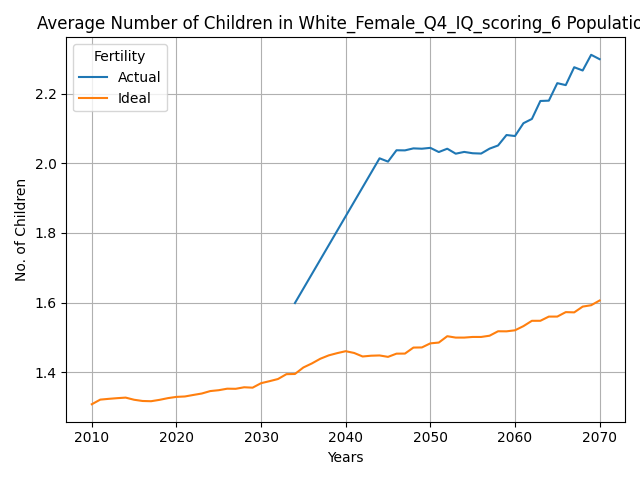 Average Number of Children in White_Female_Q4_IQ_scoring_6 Populatio
Fertility
Actual
Ideal
No. of Children
2.2
2.0
1.8
1.6
1.4
2010 2020 2030 2040 2050 2060 2070
Years